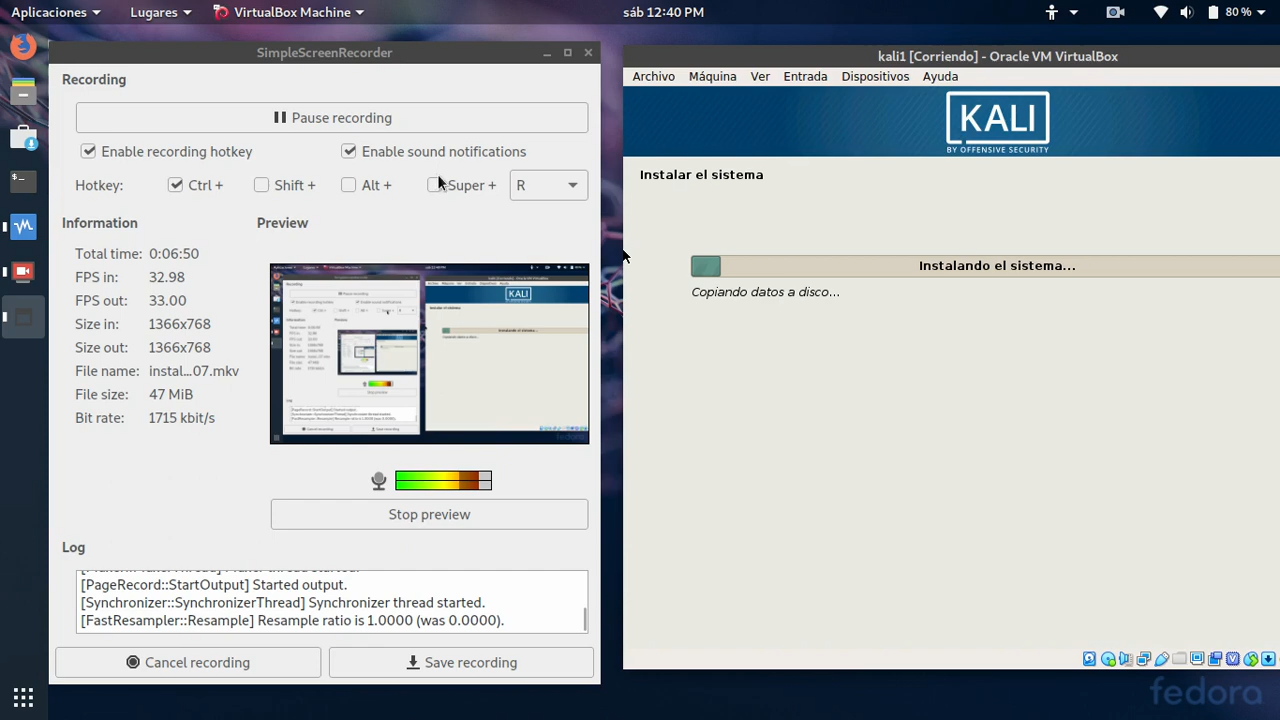 Aplicaciones Lugares VirtualBox Machine sáb 12:40 PM 80 %
SimpleScreenRecorder
Recording
Pause recording
Enable recording hotkey Enable sound notifications
Hotkey: Ctrl + Shift + Alt + Super + R
Information Preview
Total time: 0:06:50
FPS in: 32.98
FPS out: 33.00
Size in: 1366x768
Size out: 1366x768
File name: instal...07.mkv
File size: 47 MiB
Bit rate: 1715 kbit/s
Stop preview
Log
[PageRecord::StartOutput] Started output.
[Synchronizer::SynchronizerThread] Synchronizer thread started.
[FastResampler::Resample] Resample ratio is 1.0000 (was 0.0000).
Cancel recording Save recording
kali1 [Corriendo] - Oracle VM VirtualBox
Archivo Máquina Ver Entrada Dispositivos Ayuda
KALI
BY OFFENSIVE SECURITY
Instalar el sistema
Instalando el sistema...
Copiando datos a disco...
fedora